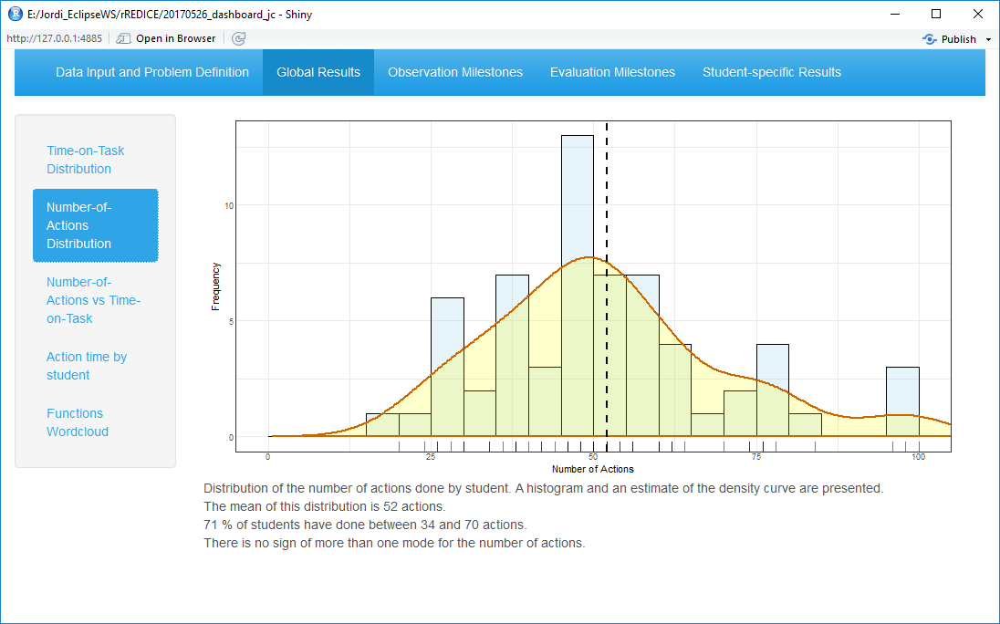 E:/Jordi_EclipseWS/rREDICE/20170526_dashboard_jc - Shiny
http://127.0.0.1:4885
Open in Browser
Publish
Data Input and Problem Definition
Global Results
Observation Milestones
Evaluation Milestones
Student-specific Results
Time-on-Task
Distribution
Number-of-
Actions
Distribution
Number-of-
Actions vs Time-
on-Task
Action time by
student
Functions
Wordcloud
Frequency
10
5
0
0
25
50
75
100
Number of Actions
Distribution of the number of actions done by student. A histogram and an estimate of the density curve are presented.
The mean of this distribution is 52 actions.
71 % of students have done between 34 and 70 actions.
There is no sign of more than one mode for the number of actions.